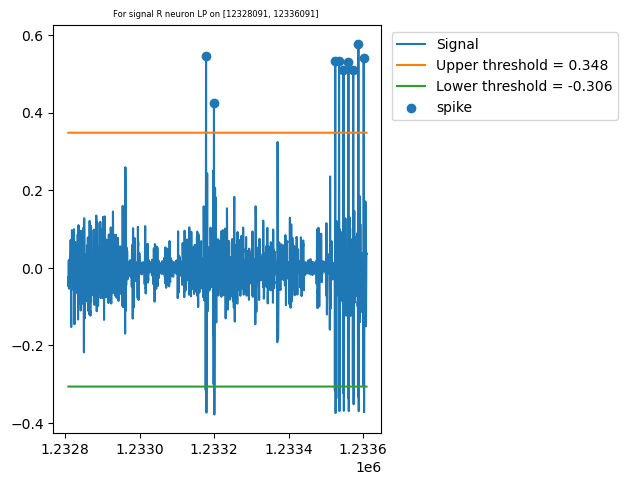 For signal R neuron LP on [12328091, 12336091]
0.6
0.4
0.2
0.0
−0.2
−0.4
1.2328
1.2330
1.2332
1.2334
1.2336
1e6
Signal
Upper threshold = 0.348
Lower threshold = -0.306
spike